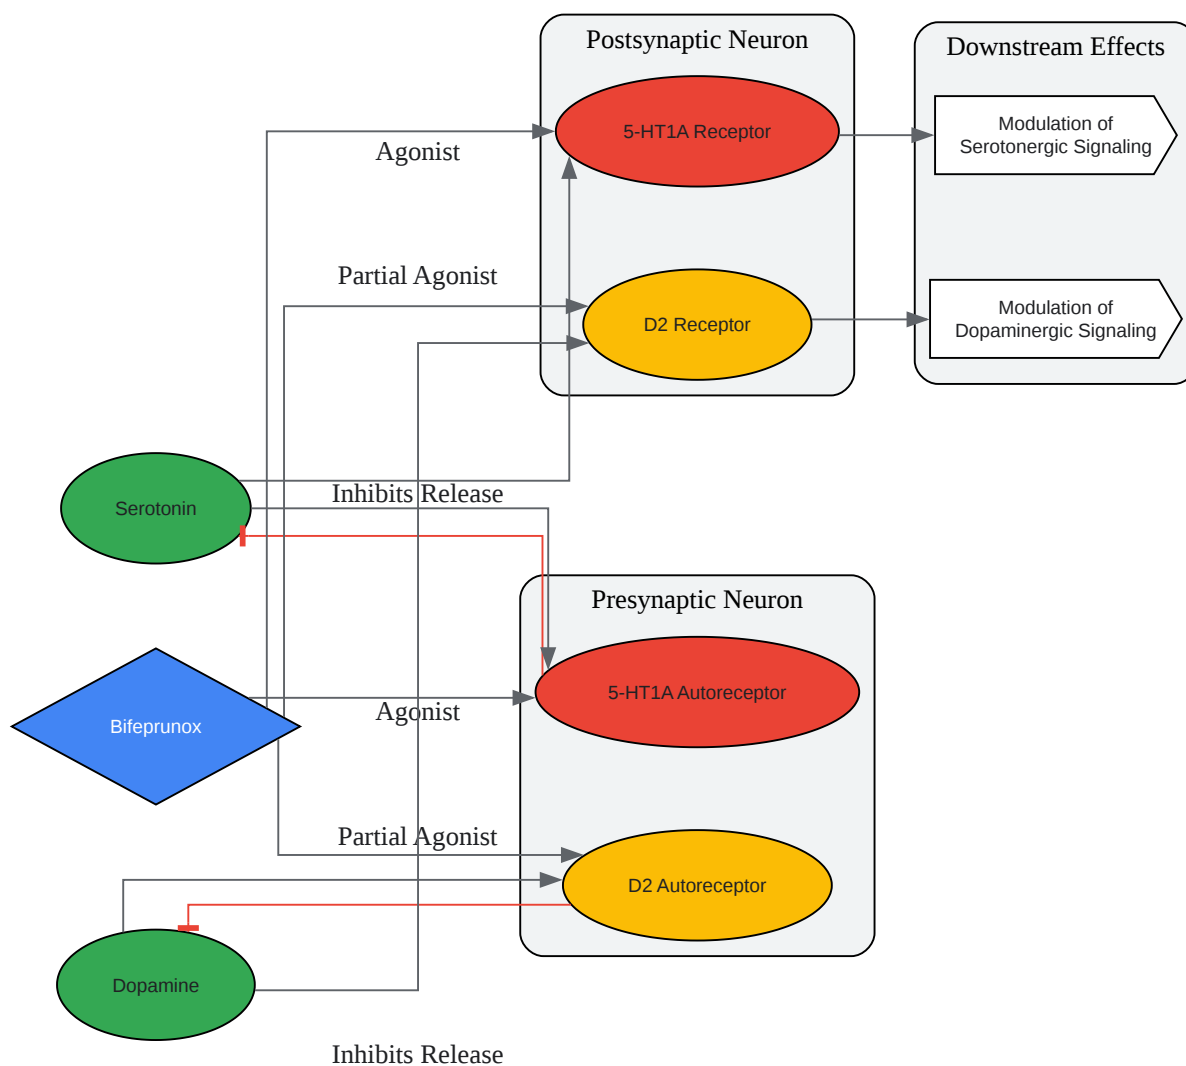 Postsynaptic Neuron
Downstream Effects
5-HT1A Receptor
Modulation of
Serotonergic Signaling
Agonist
Partial Agonist
D2 Receptor
Modulation of
Dopaminergic Signaling
Serotonin
Inhibits Release
Presynaptic Neuron
5-HT1A Autoreceptor
Agonist
Bifeprunox
Partial Agonist
D2 Autoreceptor
Dopamine
Inhibits Release